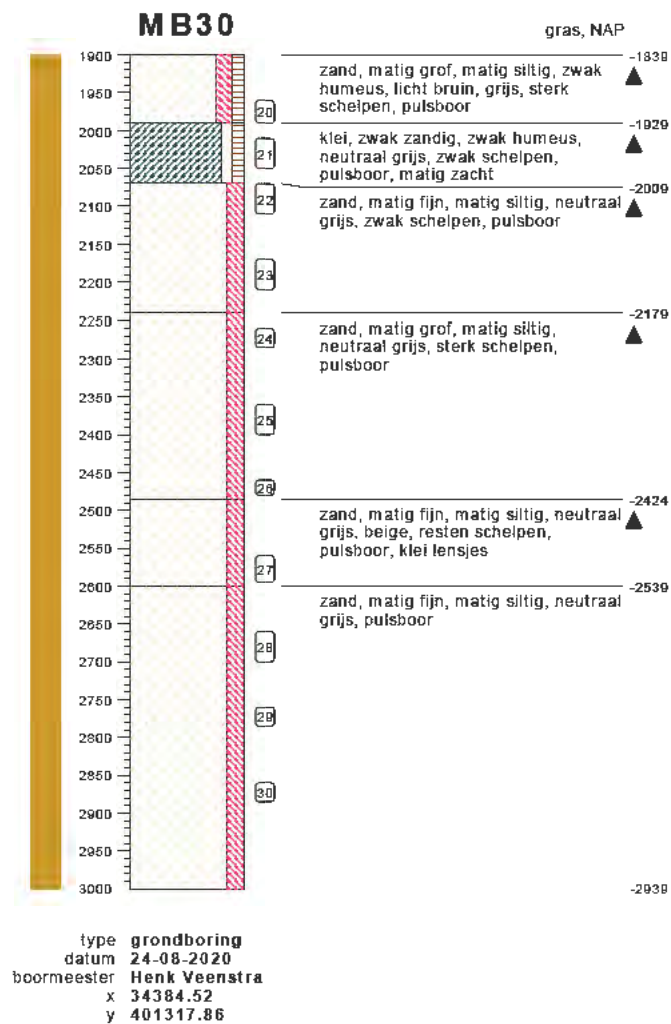 MB30
gras, NAP
1900
1950
2000
2050
2100
2150
2200
2250
2300
2350
2400
2450
2500
2550
2600
2650
2700
2750
2800
2850
2900
2950
3000
20
21
22
23
24
25
26
27
28
29
30
-1839
zand, matig grof, matig siltig, zwak
humeus, licht bruin, grijs, sterk
schelpen, pulsboor
-1929
klei, zwak zandig, zwak humeus,
neutraal grijs, zwak schelpen,
pulsboor, matig zacht
-2009
zand, matig fijn, matig siltig, neutraal
grijs, zwak schelpen, pulsboor
-2179
zand, matig grof, matig siltig,
neutraal grijs, sterk schelpen,
pulsboor
-2424
zand, matig fijn, matig siltig, neutraal
grijs, beige, resten schelpen,
pulsboor, klei lensjes
-2539
zand, matig fijn, matig siltig, neutraal
grijs, pulsboor
-2939
type grondboring
datum 24-08-2020
boormeester Henk Veenstra
x 34384.52
y 401317.86